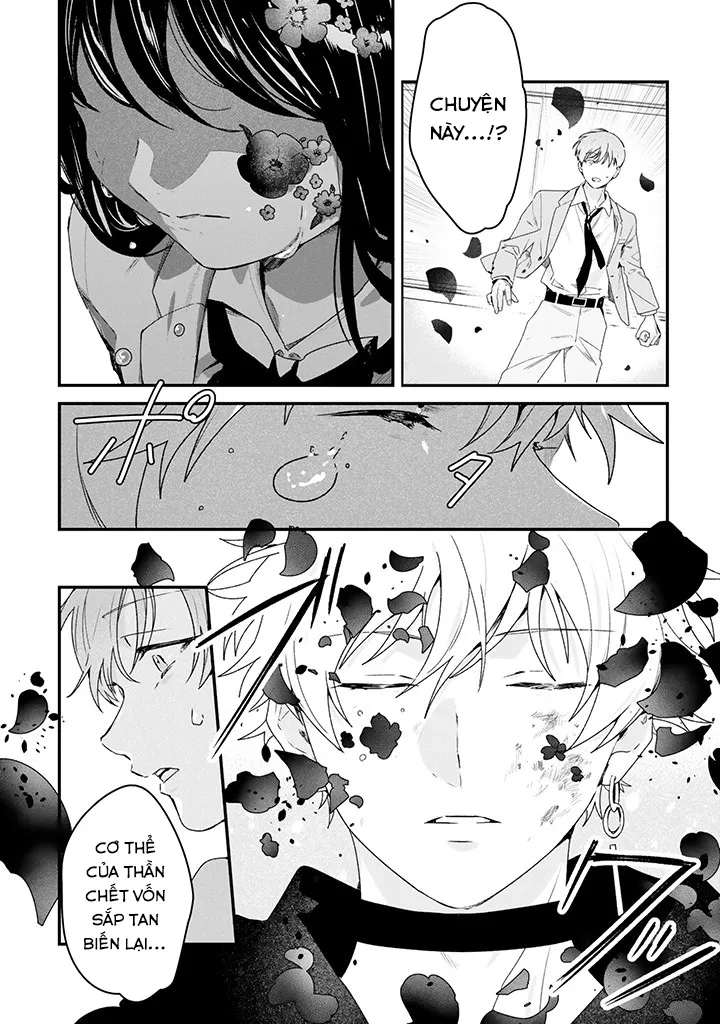 CHUYỆN
NÀY...!?
ポタ
CƠ THỂ
CỦA THẦN
CHẾT VỐN
SẮP TAN
BIẾN LẠI...